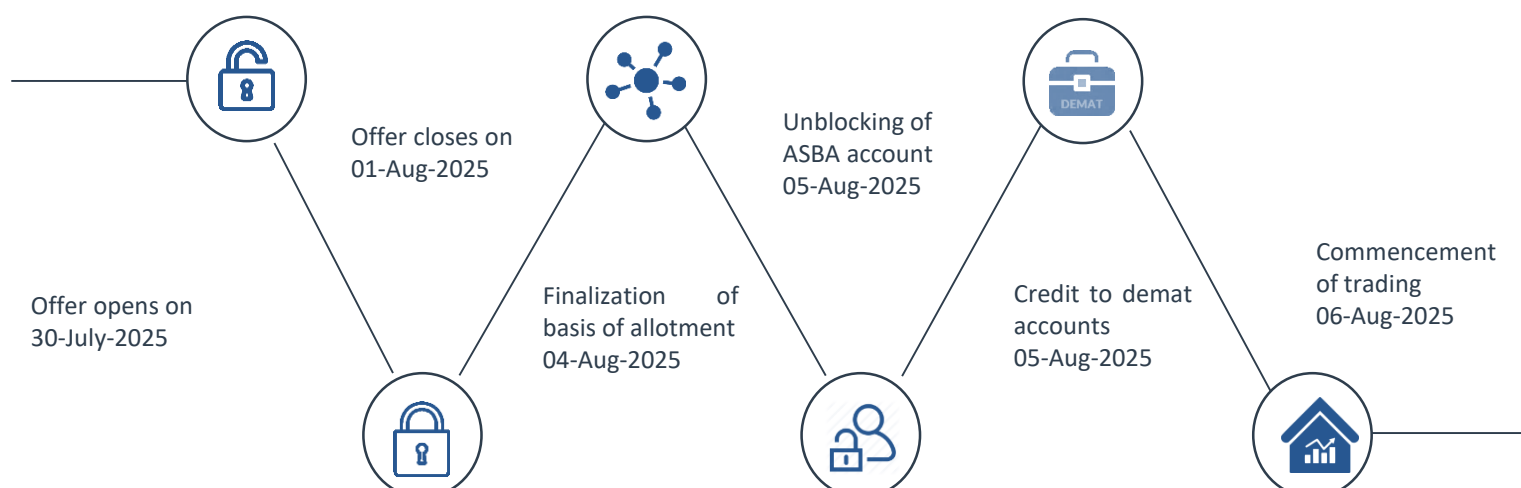 Offer opens on
30-July-2025
Offer closes on
01-Aug-2025
Finalization of
basis of allotment
04-Aug-2025
Unblocking of
ASBA account
05-Aug-2025
DEMAT
Credit to demat
accounts
05-Aug-2025
Commencement
of trading
06-Aug-2025